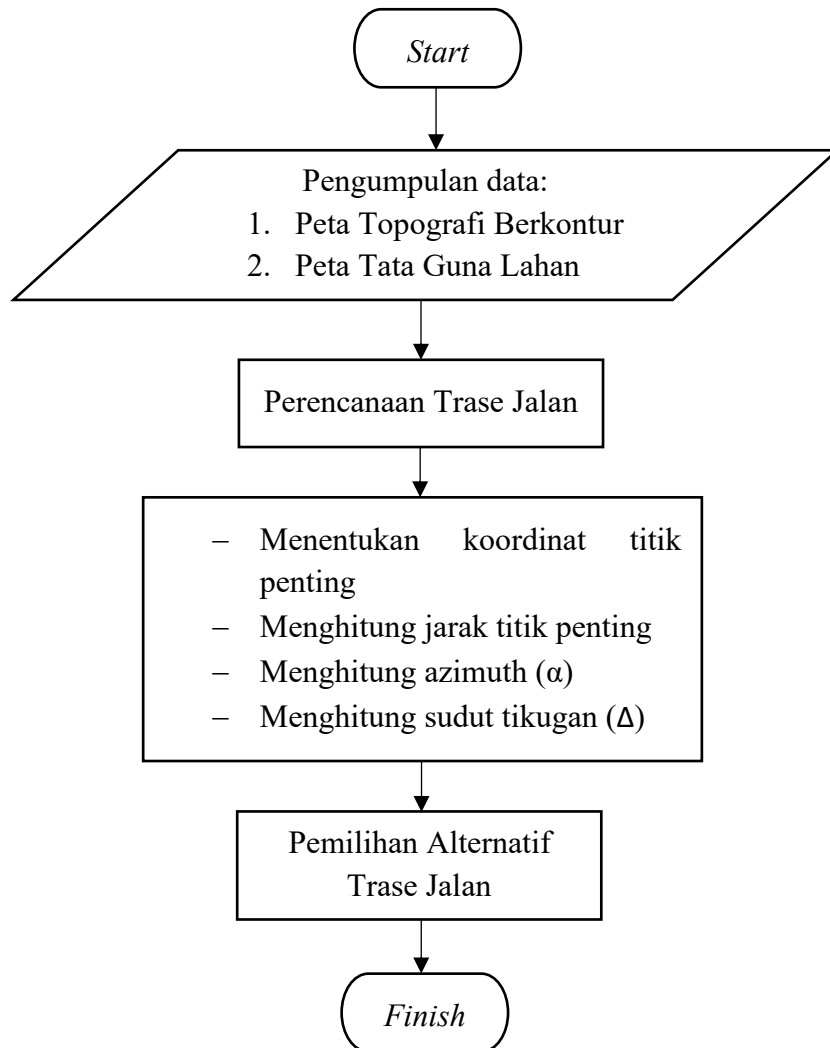 Start
Pengumpulan data:
1. Peta Topografi Berkontur
2. Peta Tata Guna Lahan
Perencanaan Trase Jalan
– Menentukan koordinat titik
penting
– Menghitung jarak titik penting
– Menghitung azimuth (α)
– Menghitung sudut tikugan (Δ)
Pemilihan Alternatif
Trase Jalan
Finish